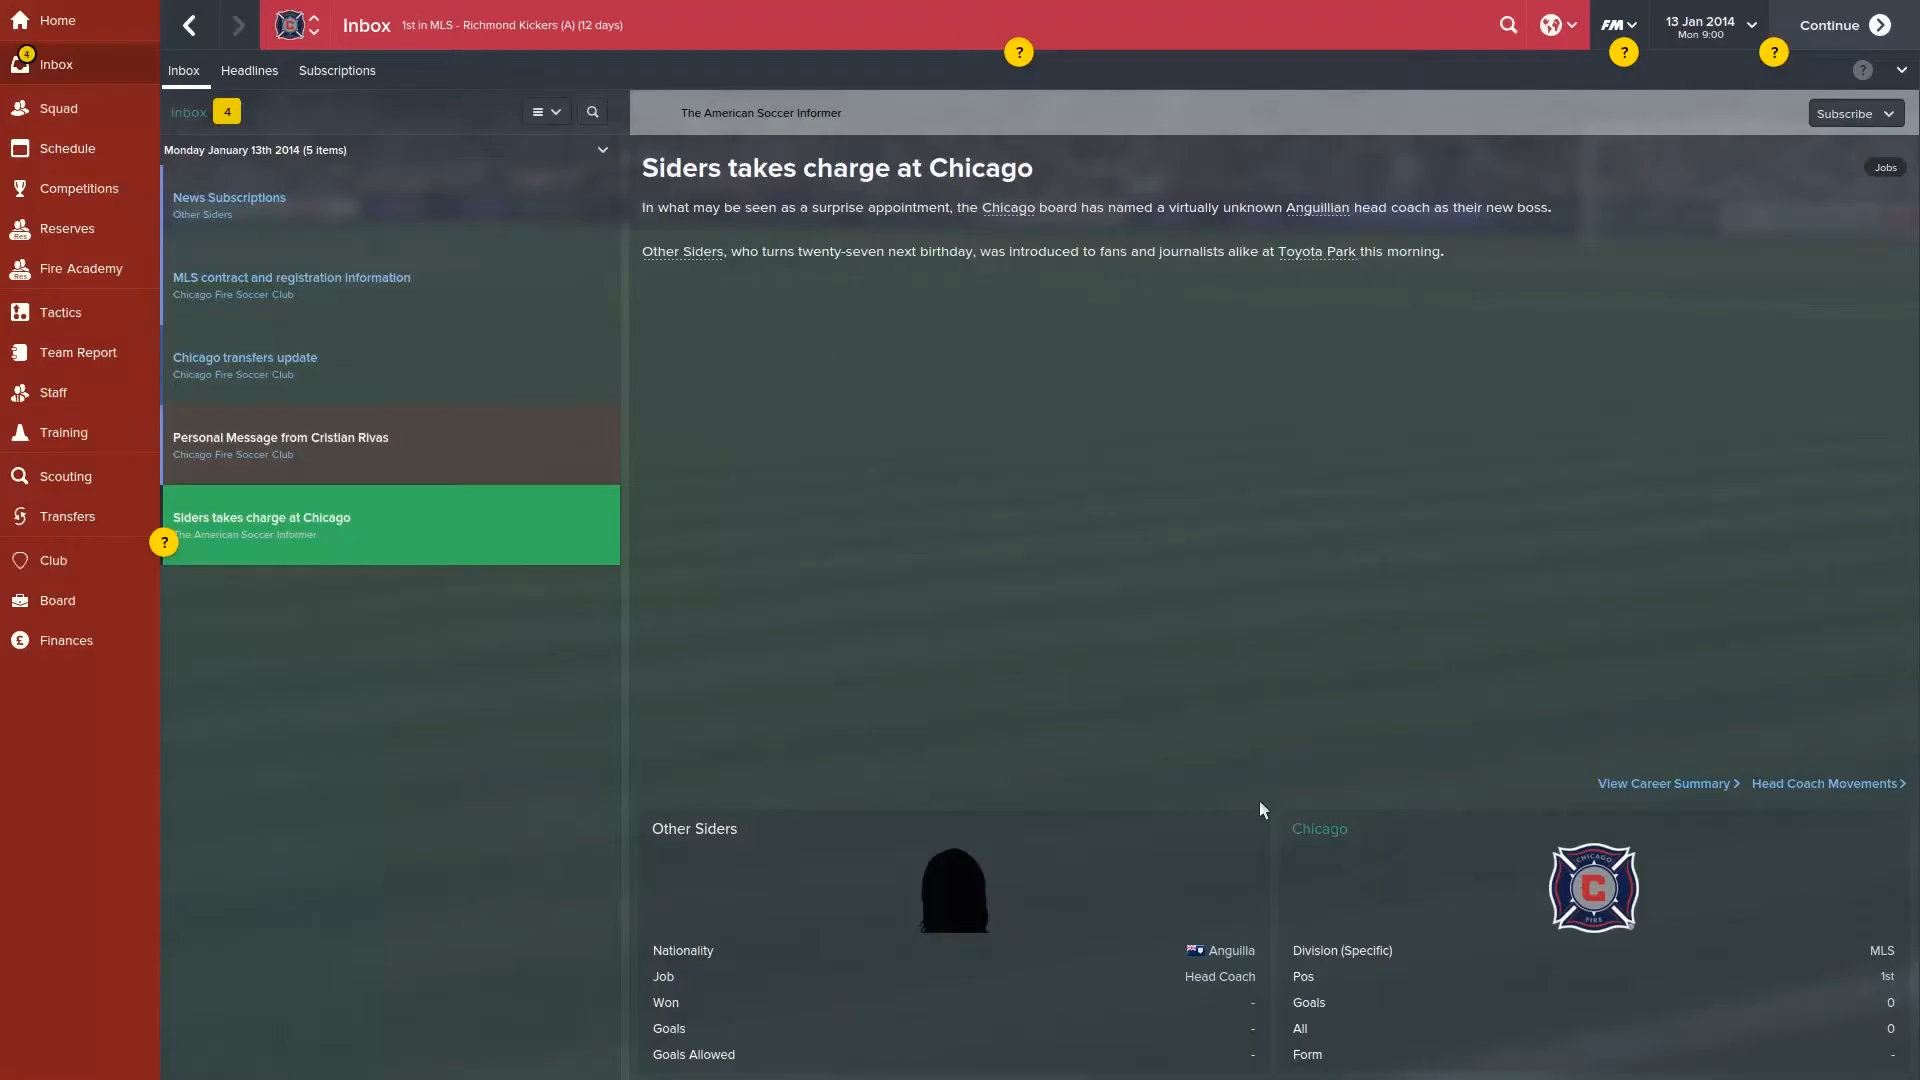 Home
Inbox
4
Squad
Schedule
Competitions
Reserves
Res
Fire Academy
Res
Tactics
Team Report
Staff
Training
Scouting
Transfers
Club
Board
£
Finances
C
Inbox
1st in MLS - Richmond Kickers (A) (12 days)
?
FM
?
13 Jan 2014
Mon 9:00
?
Continue
Inbox
Headlines
Subscriptions
?
Inbox
4
Monday January 13th 2014 (5 items)
News Subscriptions
Other Siders
MLS contract and registration information
Chicago Fire Soccer Club
Chicago transfers update
Chicago Fire Soccer Club
Personal Message from Cristian Rivas
Chicago Fire Soccer Club
Siders takes charge at Chicago
The American Soccer Informer
?
The American Soccer Informer
Subscribe
Siders takes charge at Chicago
Jobs
In what may be seen as a surprise appointment, the Chicago board has named a virtually unknown Anguillian head coach as their new boss.
Other Siders, who turns twenty-seven next birthday, was introduced to fans and journalists alike at Toyota Park this morning.
View Career Summary >
Head Coach Movements >
Other Siders
Nationality
Anguilla
Job
Head Coach
Won
-
Goals
-
Goals Allowed
-
Chicago
CHICAGO
C
FIRE
Division (Specific)
MLS
Pos
1st
Goals
0
All
0
Form
-